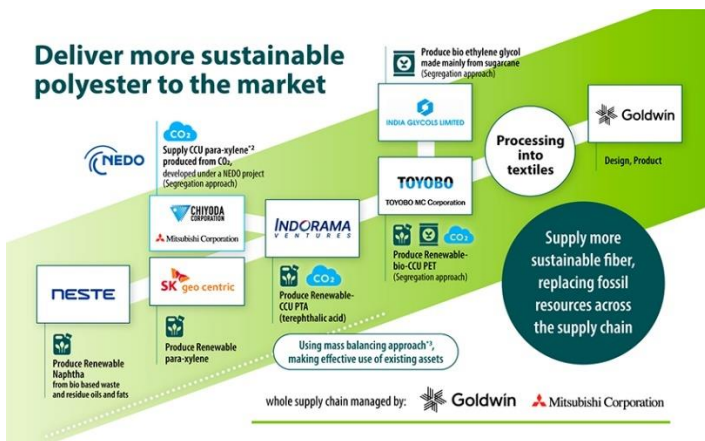 Deliver more sustainable
polyester to the market
Produce bio ethylene glycol
made mainly from sugarcane
(Segregation approach)
INDIA GLYCOLS LIMITED
Goldwin
Design, Product
Processing
into
textiles
NEDO
CO2
Supply CCU para-xylene*2
produced from CO2,
developed under a NEDO project
(Segregation approach)
CHIYODA
CORPORATION
Mitsubishi Corporation
INDORAMA
VENTURES
TOYOBO
TOYOBO MC Corporation
CO2
Produce Renewable-
bio-CCU PET
(Segregation approach)
NESTE
SK geo centric
CO2
Produce Renewable-
CCU PTA
(terephthalic acid)
Produce Renewable
para-xylene
Produce Renewable
Naphtha
from bio based waste
and residue oils and fats
Using mass balancing approach*3,
making effective use of existing assets
Supply more
sustainable fiber,
replacing fossil
resources across
the supply chain
whole supply chain managed by: Goldwin Mitsubishi Corporation